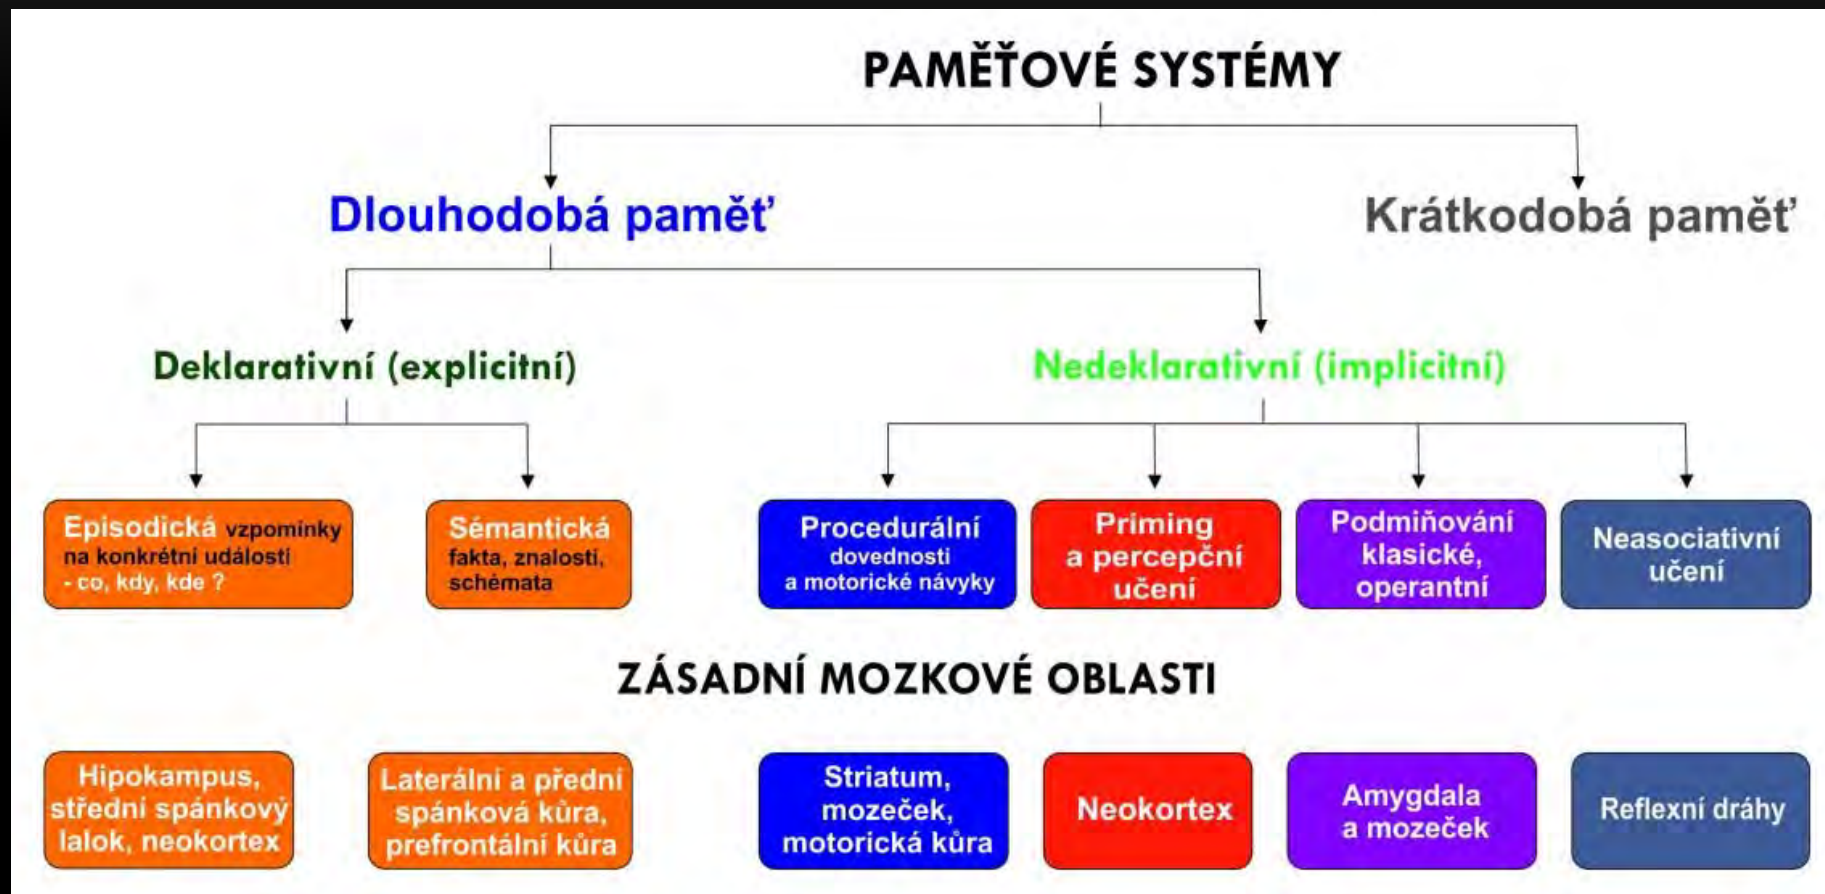 PAMĚŤOVÉ SYSTÉMY
Dlouhodobá paměť
Krátkodobá paměť
Deklarativní (explicitní)
Nedeklarativní (implicitní)
Episodická vzpomínky
na konkrétní události
- co, kdy, kde ?
Sémantická
fakta, znalosti,
schémata
Procedurální
dovednosti
a motorické návyky
Priming
a percepční
učení
Podmiňování
klasické,
operantní
Neasociativní
učení
ZÁSADNÍ MOZKOVÉ OBLASTI
Hipokampus,
střední spánkový
lalok, neokortex
Laterální a přední
spánková kůra,
prefrontální kůra
Striatum,
mozeček,
motorická kůra
Neokortex
Amygdala
a mozeček
Reflexní dráhy